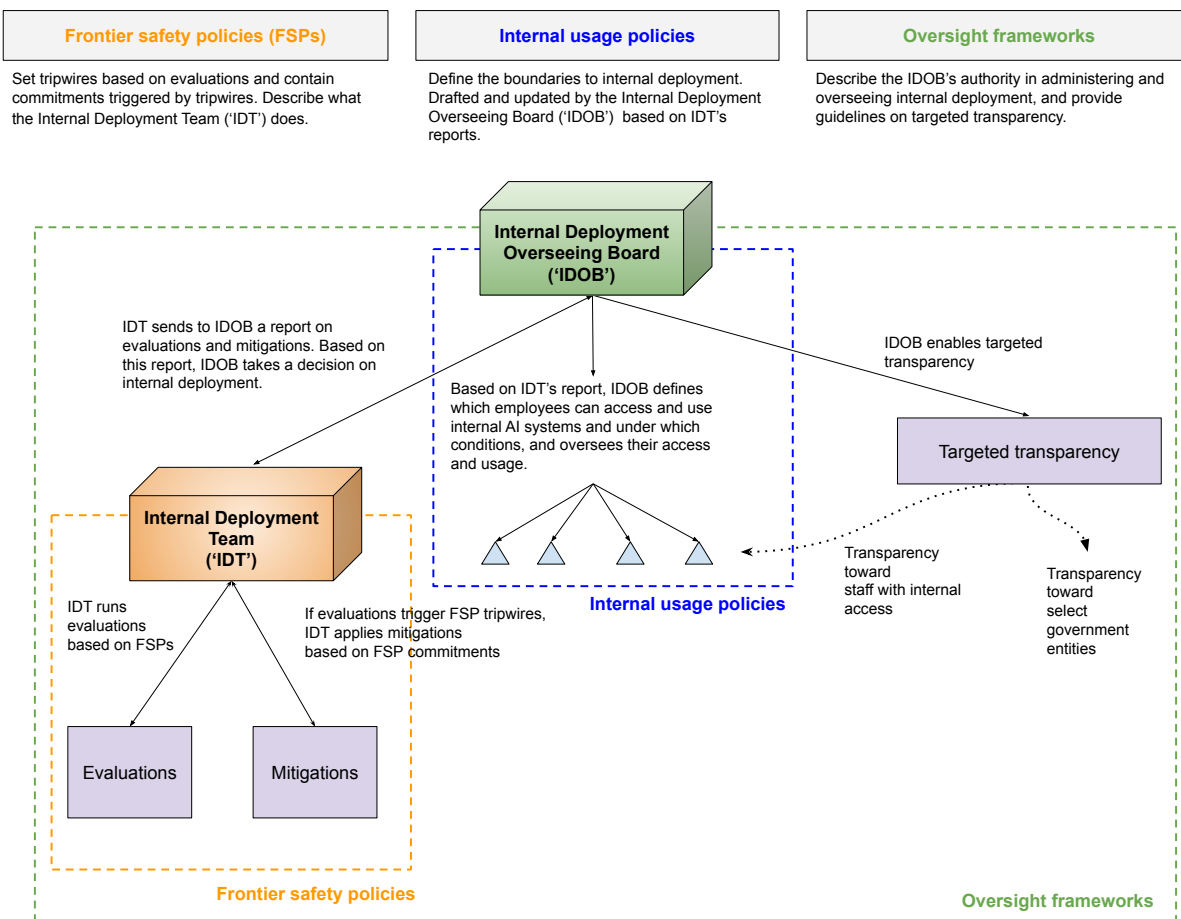 Frontier safety policies (FSPs)
Set tripwires based on evaluations and contain
commitments triggered by tripwires. Describe what
the Internal Deployment Team (‘IDT’) does.
Internal usage policies
Define the boundaries to internal deployment.
Drafted and updated by the Internal Deployment
Overseeing Board (‘IDOB’) based on IDT’s
reports.
Oversight frameworks
Describe the IDOB’s authority in administering and
overseeing internal deployment, and provide
guidelines on targeted transparency.
Internal Deployment
Overseeing Board
(‘IDOB’)
IDT sends to IDOB a report on
evaluations and mitigations. Based on
this report, IDOB takes a decision on
internal deployment.
IDOB enables targeted
transparency
Based on IDT’s report, IDOB defines
which employees can access and use
internal AI systems and under which
conditions, and oversees their access
and usage.
Targeted transparency
Internal Deployment
Team
(‘IDT’)
Transparency
toward
staff with internal
access
Transparency
toward
select
government
entities
Internal usage policies
IDT runs
evaluations
based on FSPs
If evaluations trigger FSP tripwires,
IDT applies mitigations
based on FSP commitments
Evaluations
Mitigations
Frontier safety policies
Oversight frameworks